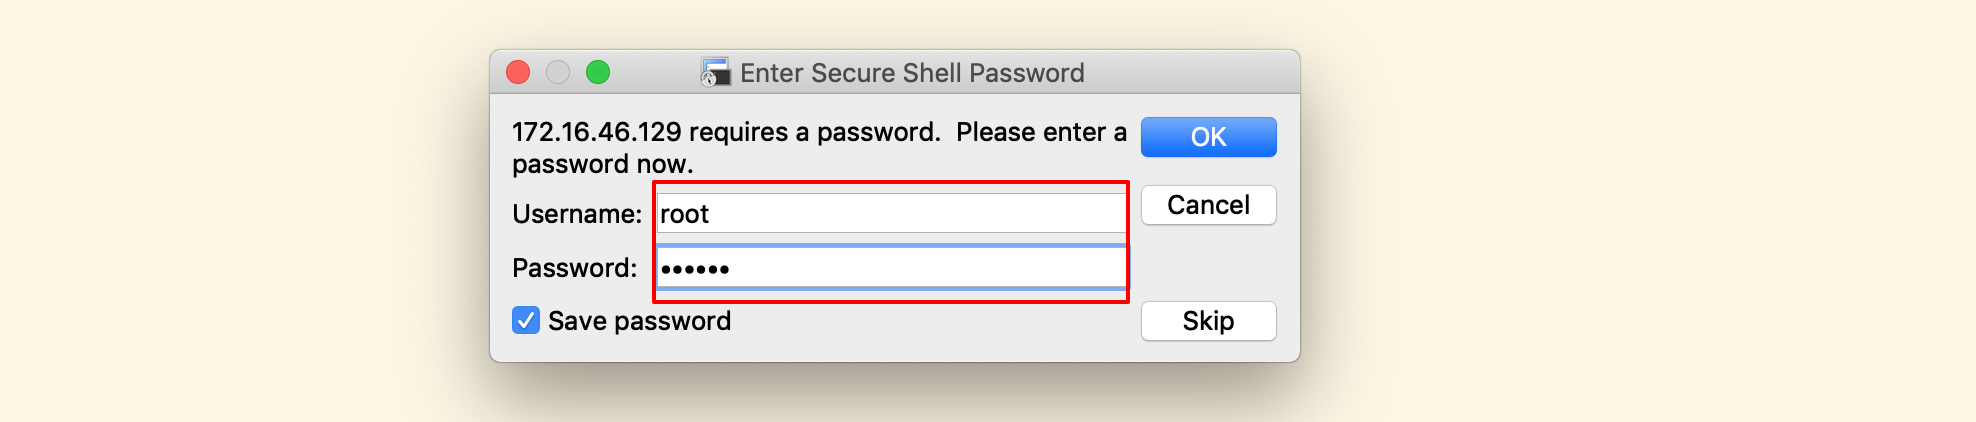 Enter Secure Shell Password
172.16.46.129 requires a password.  Please enter a
password now.
OK
Username: root
Cancel
Password: ••••••
Save password
Skip